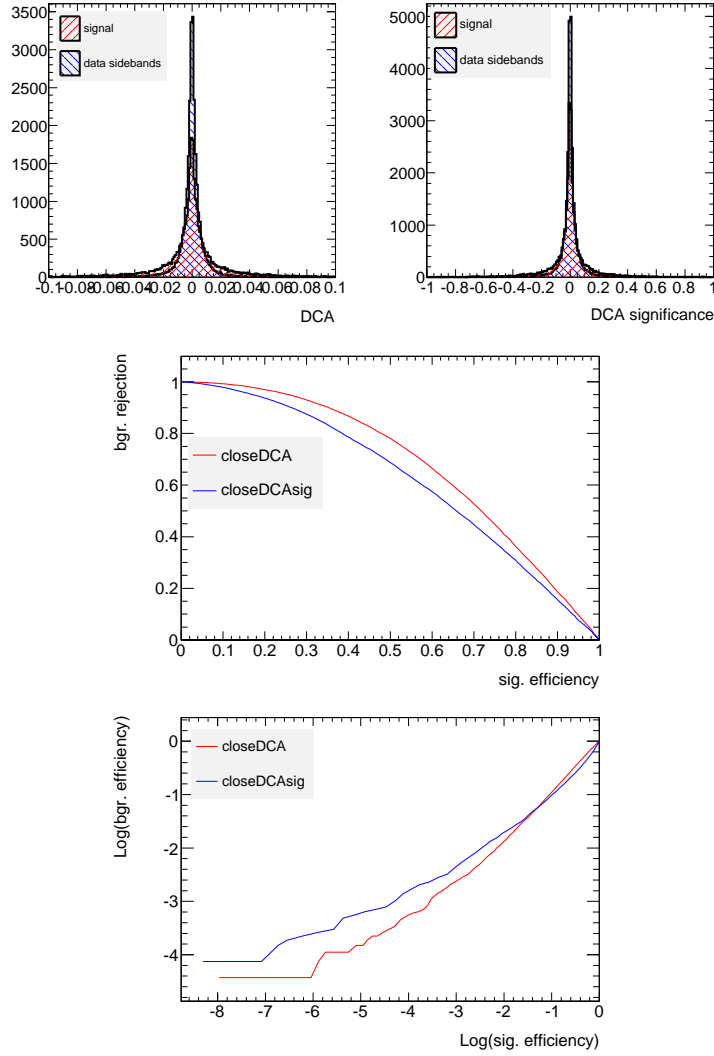 3500
3000
2500
2000
1500
1000
500
0
signal
data sidebands
-0.1 -0.08 -0.06 -0.04 -0.02 0 0.02 0.04 0.06 0.08 0.1
DCA
5000
4000
3000
2000
1000
0
signal
data sidebands
-1 -0.8 -0.6 -0.4 -0.2 0 0.2 0.4 0.6 0.8 1
DCA significance
bgr. rejection
1
0.8
0.6
0.4
0.2
0
closeDCA
closeDCAsig
0 0.1 0.2 0.3 0.4 0.5 0.6 0.7 0.8 0.9 1
sig. efficiency
Log(bgr. efficiency)
0
-1
-2
-3
-4
closeDCA
closeDCAsig
-8 -7 -6 -5 -4 -3 -2 -1 0
Log(sig. efficiency)